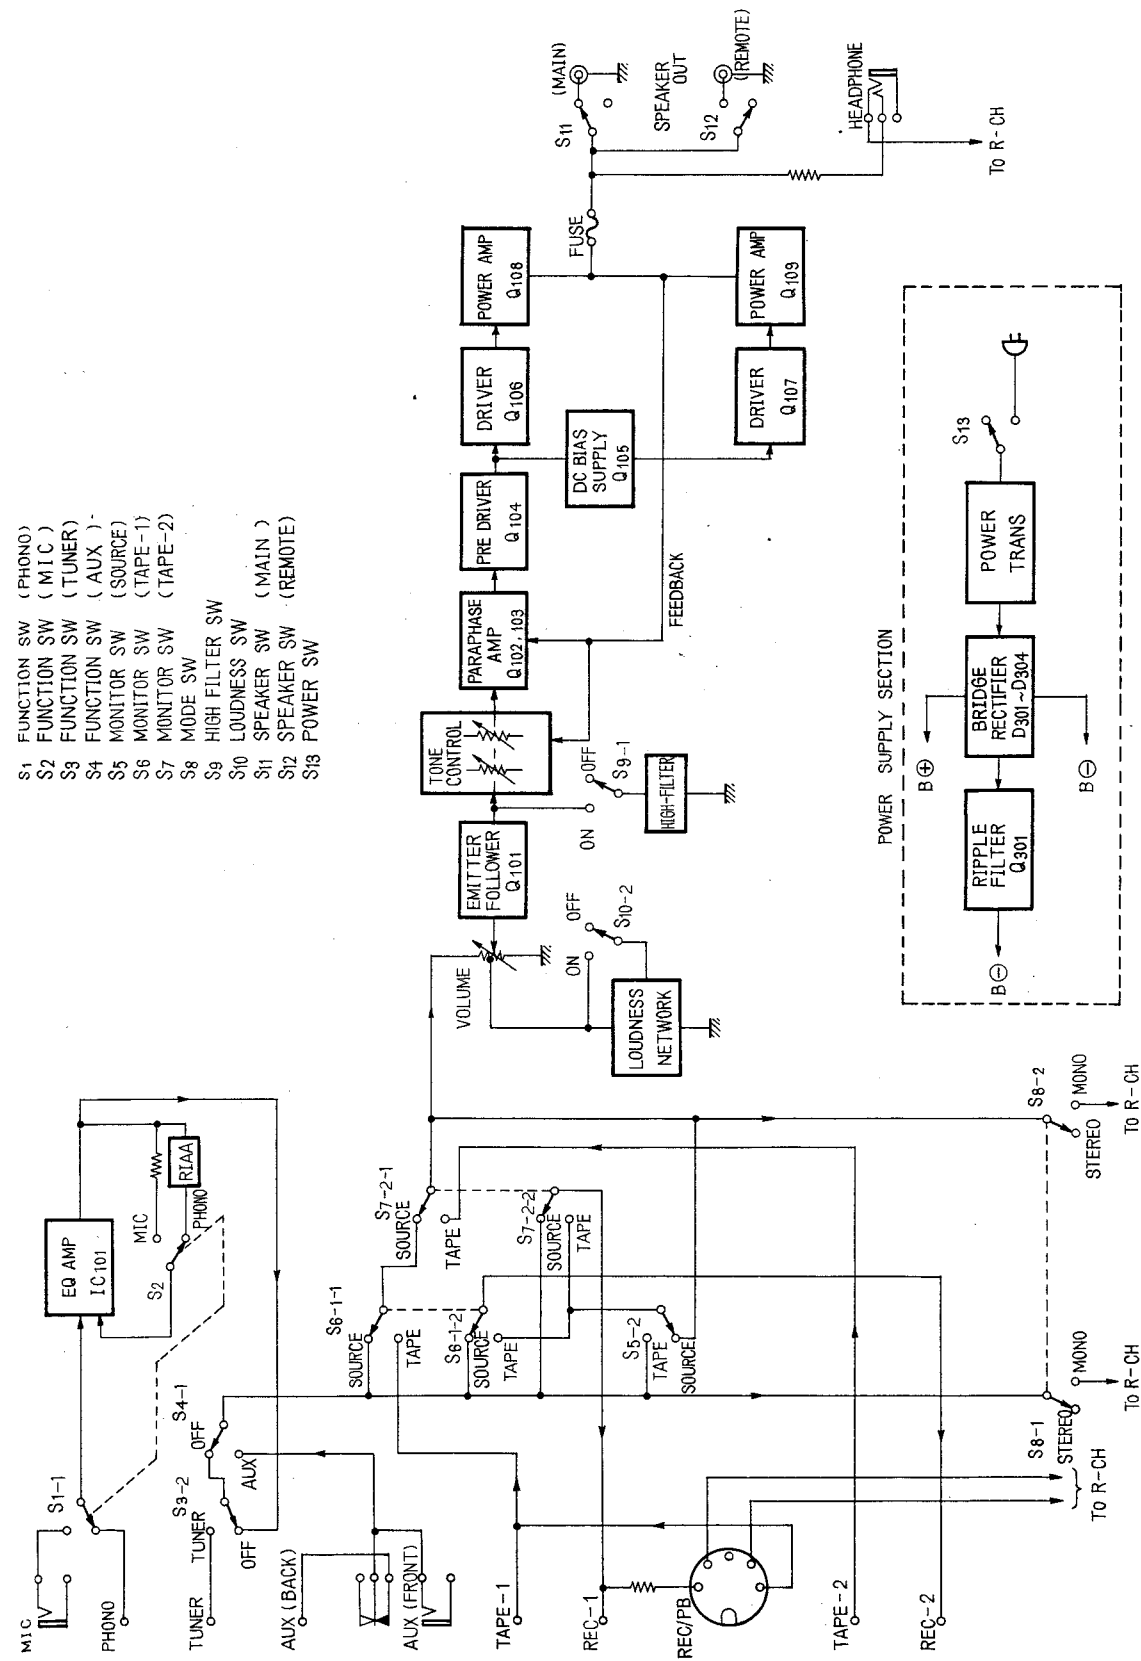 S1 FUNCTION SW (PHONO)
S2 FUNCTION SW (MIC)
S3 FUNCTION SW (TUNER)
S4 FUNCTION SW (AUX)
S5 MONITOR SW (SOURCE)
S6 MONITOR SW (TAPE-1)
S7 MONITOR SW (TAPE-2)
S8 MODE SW
S9 HIGH FILTER SW
S10 LOUDNESS SW
S11 SPEAKER SW (MAIN)
S12 SPEAKER SW (REMOTE)
S13 POWER SW
MIC
PHONO
S1-1
EQ AMP
IC101
MIC
S2
PHONO
RIAA
TUNER
TUNER
S3-2
OFF
S4-1
OFF
AUX
AUX (BACK)
AUX (FRONT)
TAPE-1
REC-1
REC/PB
TAPE-2
REC-2
S6-1-1
SOURCE
TAPE
S6-1-2
SOURCE
TAPE
S7-2-1
SOURCE
TAPE
S7-2-2
SOURCE
TAPE
S5-2
TAPE
SOURCE
S8-1
STEREO
MONO
To R-CH
To R-CH
S8-2
STEREO
MONO
To R-CH
VOLUME
LOUDNESS
NETWORK
ON
OFF
S10-2
EMITTER
FOLLOWER
Q101
TONE
CONTROL
ON
OFF
S9-1
HIGH-FILTER
PARAPHASE
AMP
Q102, 103
PRE DRIVER
Q104
DC BIAS
SUPPLY
Q105
DRIVER
Q106
DRIVER
Q107
POWER AMP
Q108
POWER AMP
Q109
FEEDBACK
FUSE
S11
(MAIN)
SPEAKER
OUT
S12
(REMOTE)
HEADPHONE
To R-CH
POWER SUPPLY SECTION
B⊖
RIPPLE
FILTER
Q301
B⊕
BRIDGE
RECTIFIER
D301~D304
B⊖
POWER
TRANS
S13